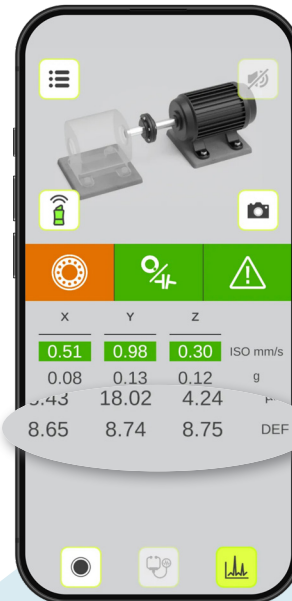 X Y Z
0.51 0.98 0.30 ISO mm/s
0.08 0.13 0.12 g
18.02 4.24
8.65 8.74 8.75 DEF